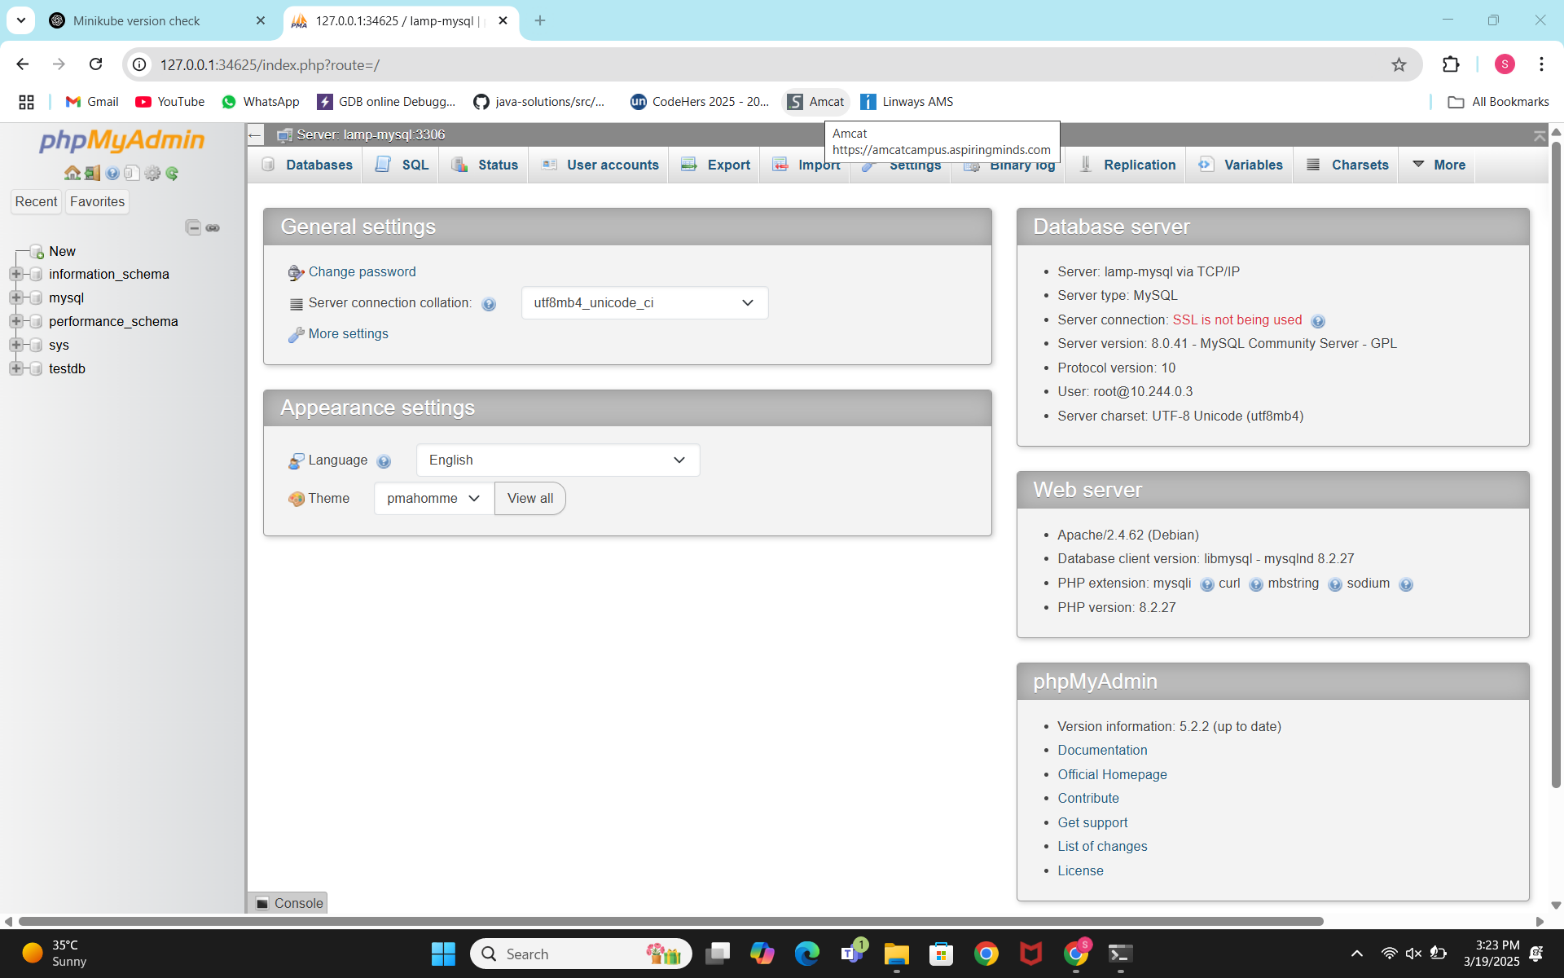 Minikube version check
127.0.0.1:34625 / lamp-mysql |
127.0.0.1:34625/index.php?route=/
S
Gmail
YouTube
WhatsApp
GDB online Debugg...
java-solutions/src/...
un
CodeHers 2025 - 20...
S
Amcat
Linways AMS
All Bookmarks
phpMyAdmin
Recent
Favorites
New
information_schema
mysql
performance_schema
sys
testdb
Server: lamp-mysql:3306
Amcat
https://amcatcampus.aspiringminds.com
Databases
SQL
Status
User accounts
Export
Import
Settings
Binary log
Replication
Variables
Charsets
More
General settings
Change password
Server connection collation:
utf8mb4_unicode_ci
More settings
Appearance settings
Language
English
Theme
pmahomme
View all
Database server
Server: lamp-mysql via TCP/IP
Server type: MySQL
Server connection: SSL is not being used
Server version: 8.0.41 - MySQL Community Server - GPL
Protocol version: 10
User: root@10.244.0.3
Server charset: UTF-8 Unicode (utf8mb4)
Web server
Apache/2.4.62 (Debian)
Database client version: libmysql - mysqlnd 8.2.27
PHP extension: mysqli curl mbstring sodium
PHP version: 8.2.27
phpMyAdmin
Version information: 5.2.2 (up to date)
Documentation
Official Homepage
Contribute
Get support
List of changes
License
Console
35°C
Sunny
Search
1
3:23 PM
3/19/2025